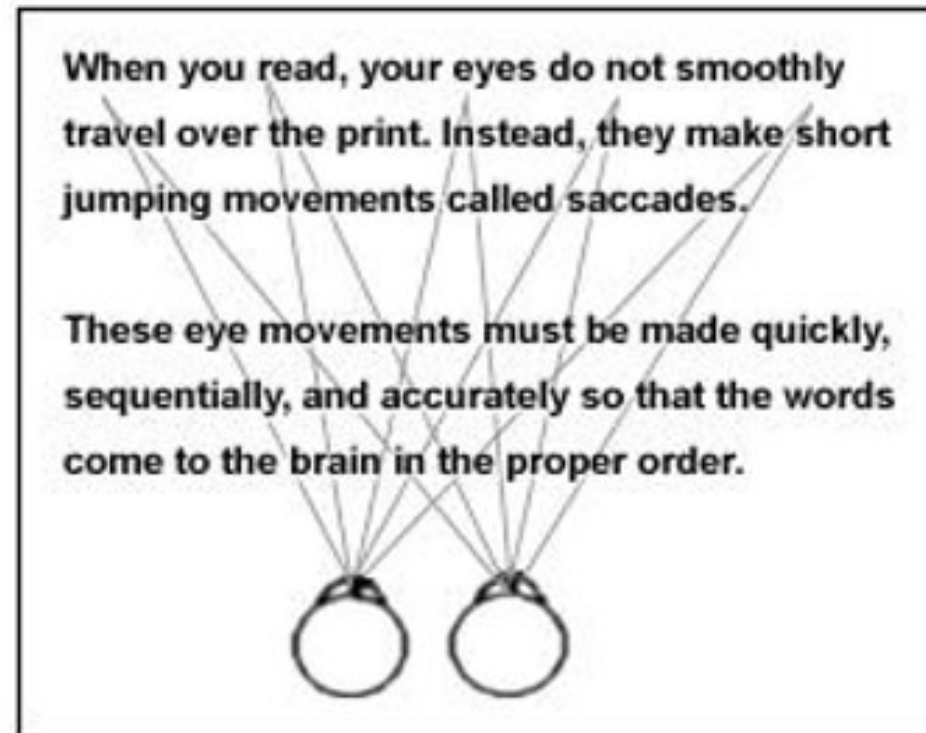 When you read, your eyes do not smoothly
travel over the print. Instead, they make short
jumping movements called saccades.
These eye movements must be made quickly,
sequentially, and accurately so that the words
come to the brain in the proper order.